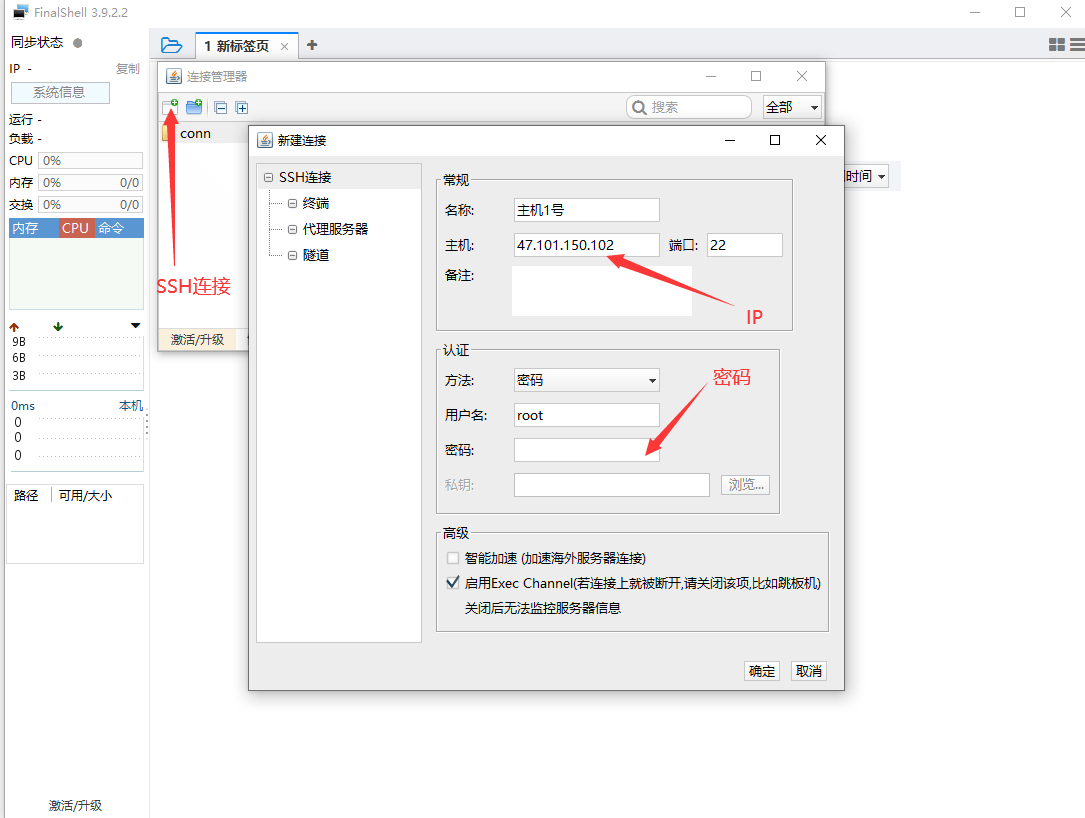 FinalShell 3.9.2.2
同步状态
1 新标签页
IP -
复制
系统信息
运行 -
负载 -
CPU 0%
内存 0% 0/0
交换 0% 0/0
内存 CPU 命令
9B
6B
3B
0ms 本机
0
0
0
路径 可用/大小
激活/升级
连接管理器
搜索
全部
conn
SSH连接
激活/升级
时间
新建连接
SSH连接
终端
代理服务器
隧道
常规
名称: 主机1号
主机: 47.101.150.102 端口: 22
备注:
IP
认证
方法: 密码
密码
用户名: root
密码:
私钥: 浏览...
高级
智能加速 (加速海外服务器连接)
启用Exec Channel(若连接上就被断开,请关闭该项,比如跳板机)
关闭后无法监控服务器信息
确定 取消